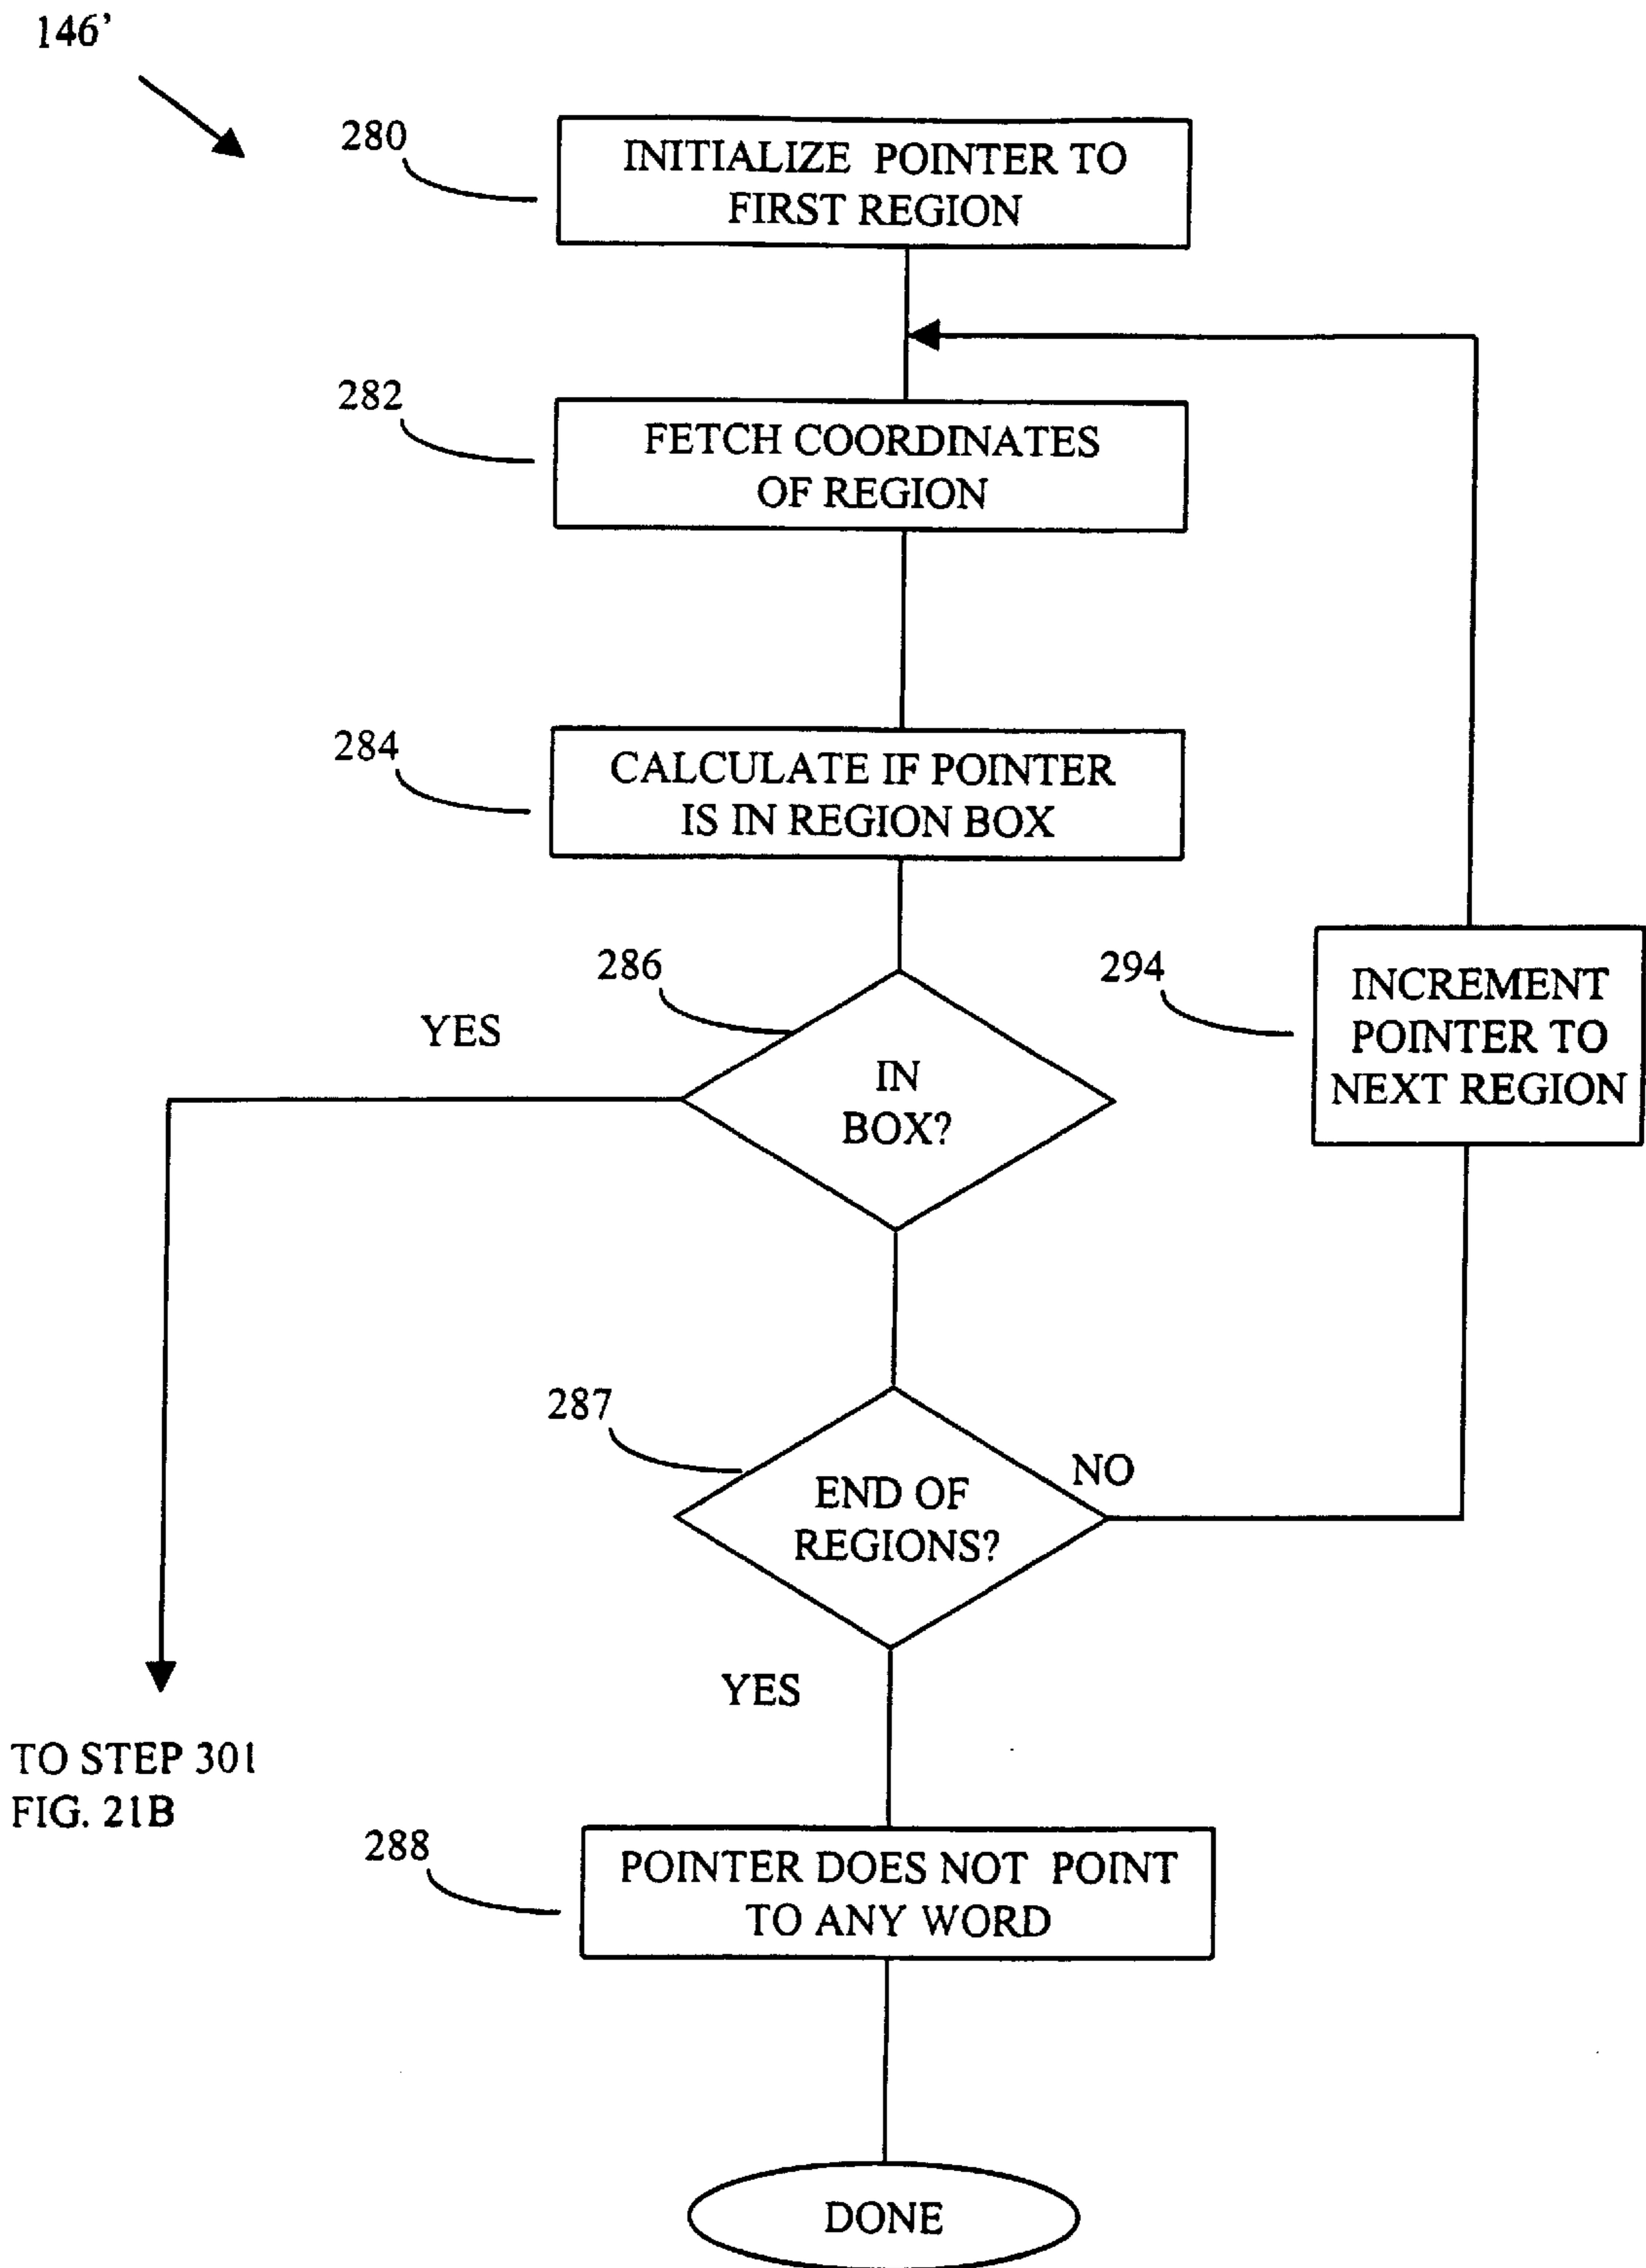 146’
280
INITIALIZE POINTER TO
FIRST REGION
282
FETCH COORDINATES
OF REGION
284
CALCULATE IF POINTER
IS IN REGION BOX
286
294
INCREMENT
POINTER TO
NEXT REGION
YES
IN
BOX?
287
NO
END OF
REGIONS?
YES
TO STEP 301
FIG. 21B
288
POINTER DOES NOT POINT
TO ANY WORD
DONE